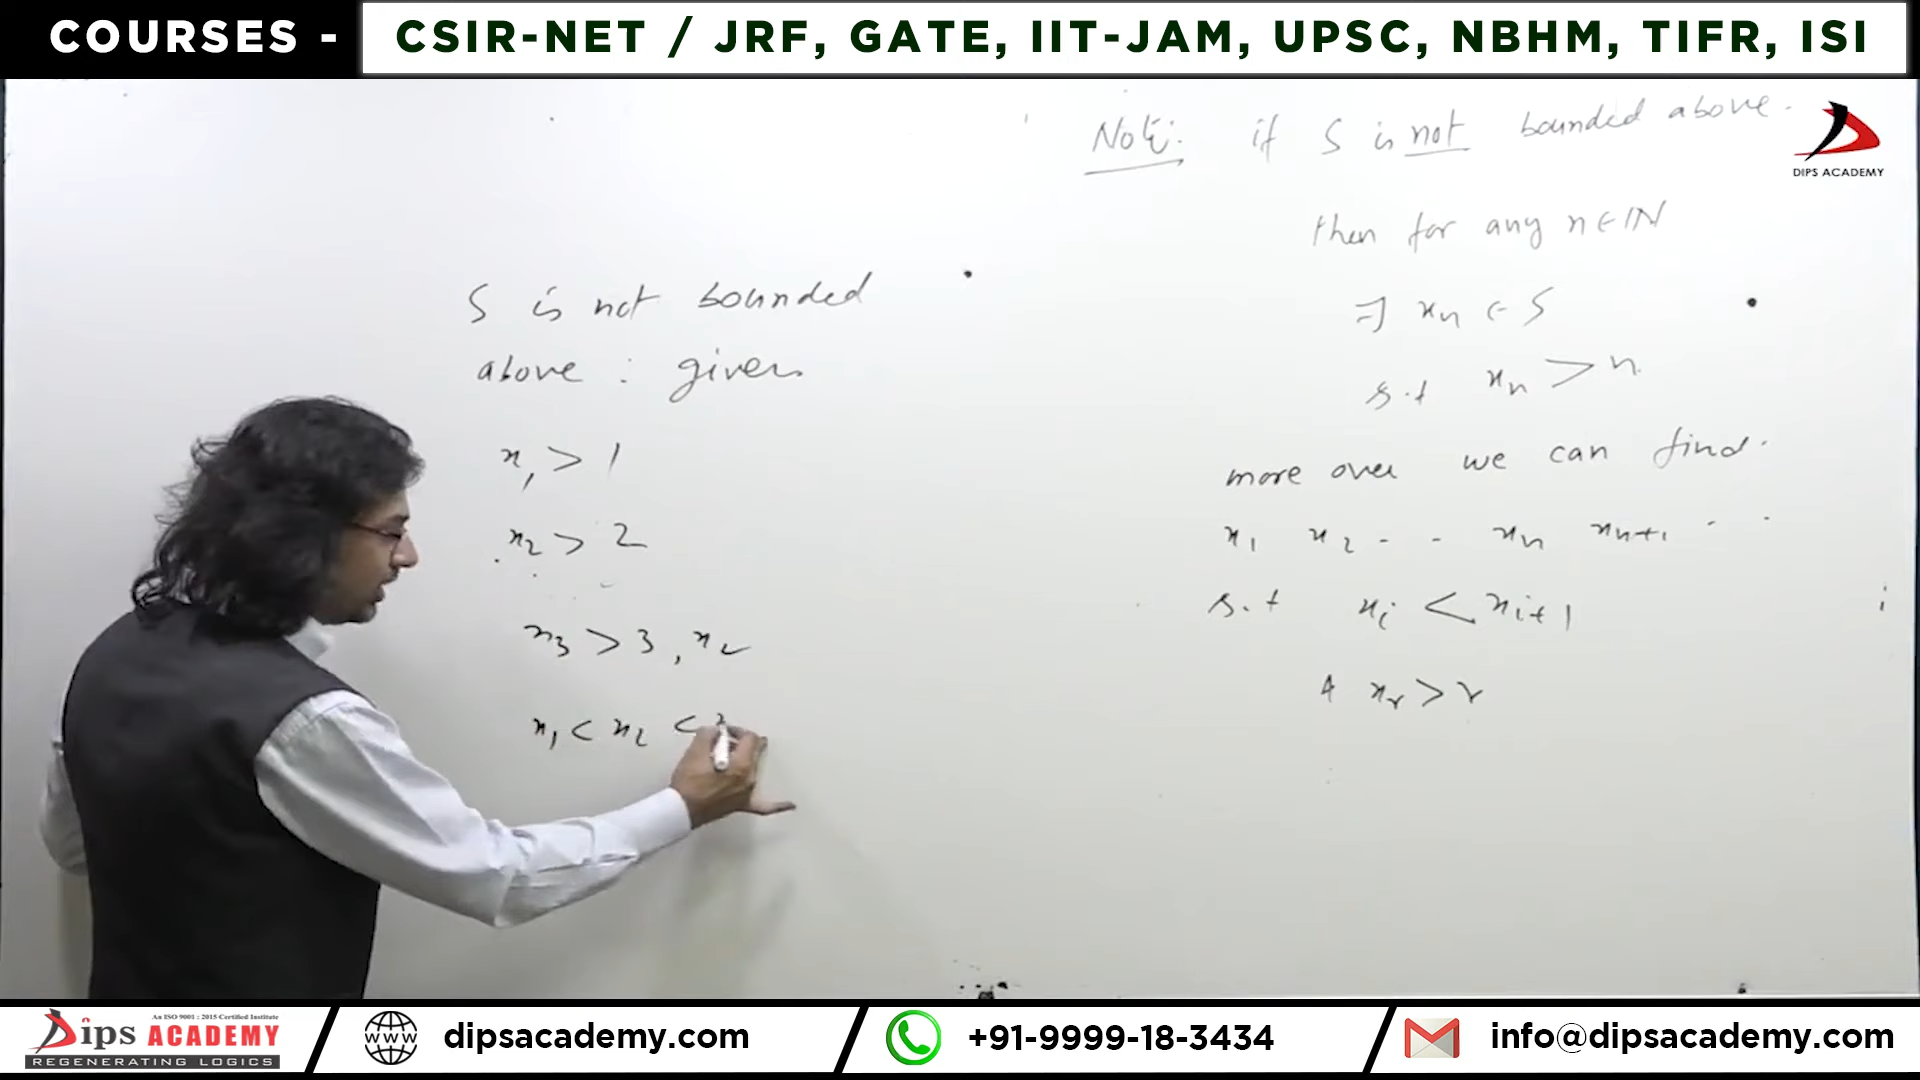 COURSES - CSIR-NET / JRF, GATE, IIT-JAM, UPSC, NBHM, TIFR, ISI
DIPS ACADEMY
S is not bounded
above : given
x₁ > 1
x₂ > 2
x₃ > 3, x₂
x₁ < x₂ <
Note: if S is not bounded above.
then for any n ∈ IN
∃ xₙ ∈ S
s.t xₙ > n.
more over we can find.
x₁ x₂ - - xₙ xₙ₊₁ - -
s.t xᵢ < xᵢ₊₁
& xᵣ > r
An ISO 9001 : 2015 Certified Institute
Dips ACADEMY
REGENERATING LOGICS
www
dipsacademy.com
+91-9999-18-3434
info@dipsacademy.com